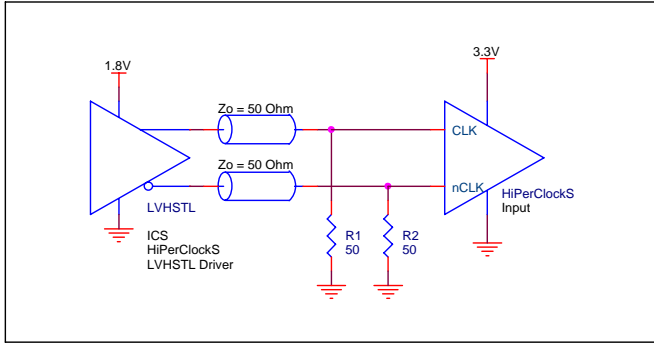 1.8V
3.3V
Zo = 50 Ohm
CLK
Zo = 50 Ohm
nCLK
HiPerClockS
Input
LVHSTL
ICS
HiPerClockS
LVHSTL Driver
R1
50
R2
50